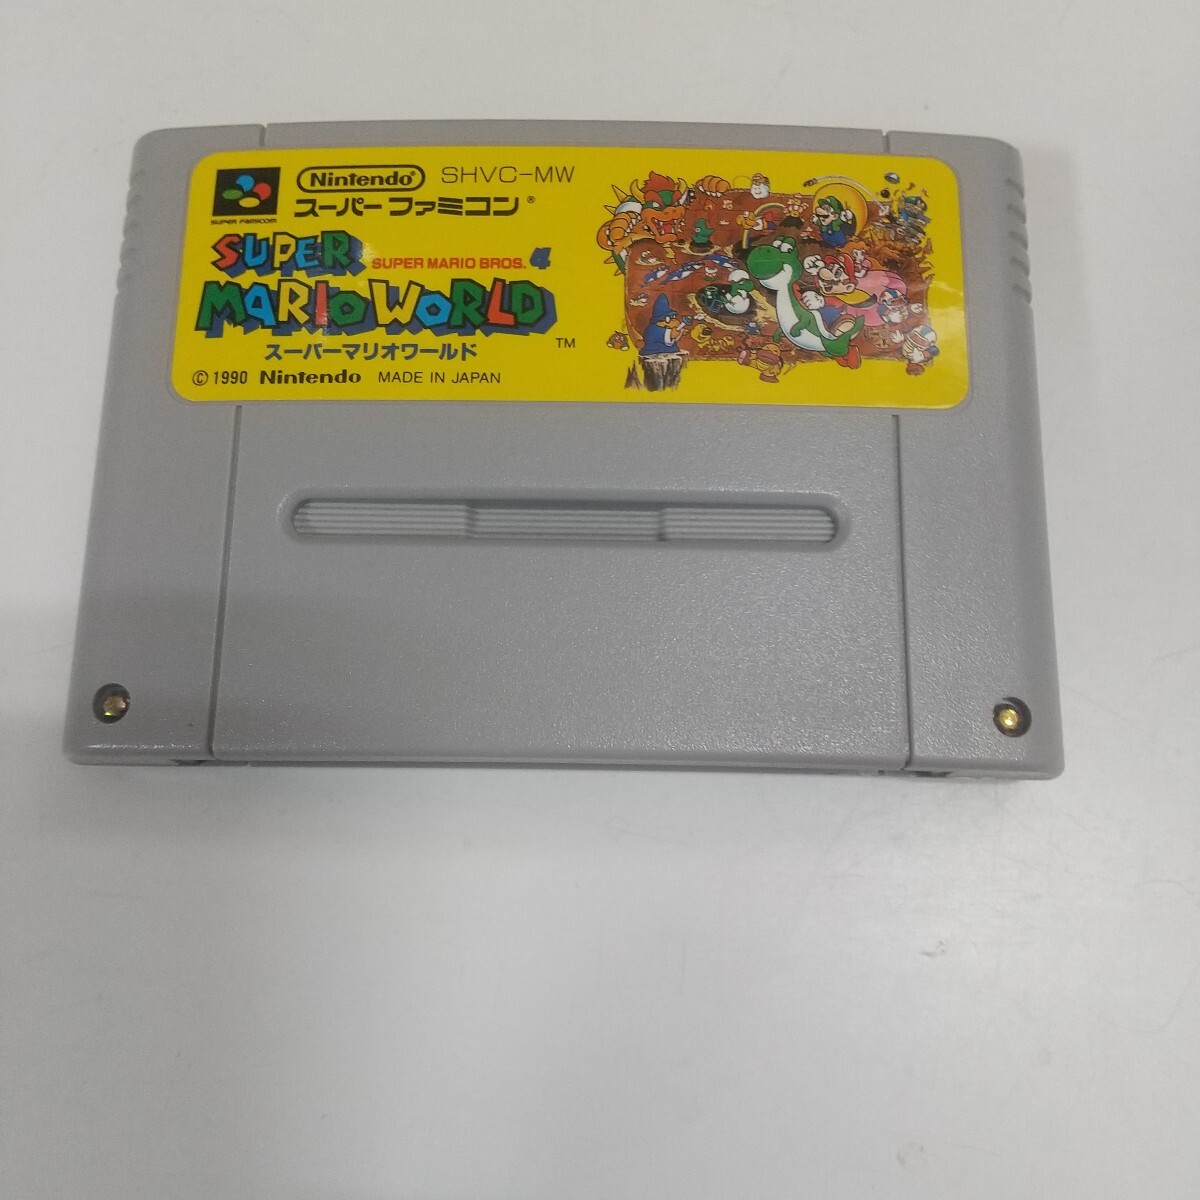 Nintendo® SHVC-MW
SUPER FAMICOM
スーパーファミコン®
SUPER
SUPER MARIO BROS. 4
MARIO WORLD
TM
スーパーマリオワールド
© 1990 Nintendo MADE IN JAPAN